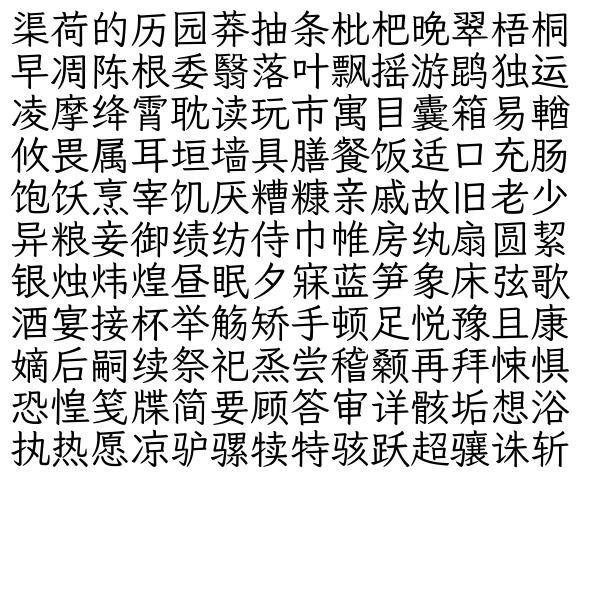 渠荷的历园莽抽条枇杷晚翠梧桐
早凋陈根委翳落叶飘摇游鹍独运
凌摩绛霄耽读玩市寓目囊箱易輶
攸畏属耳垣墙具膳餐饭适口充肠
饱饫烹宰饥厌糟糠亲戚故旧老少
异粮妾御绩纺侍巾帷房纨扇圆絜
银烛炜煌昼眠夕寐蓝笋象床弦歌
酒宴接杯举觞矫手顿足悦豫且康
嫡后嗣续祭祀烝尝稽颡再拜悚惧
恐惶笺牒简要顾答审详骸垢想浴
执热愿凉驴骡犊特骇跃超骧诛斩